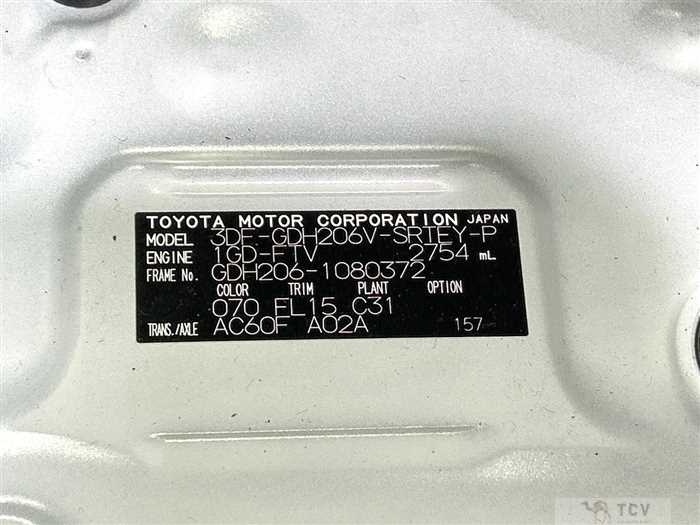 TOYOTA MOTOR CORPORATION JAPAN
MODEL 3DF-GDH206V-SRTEY-P
ENGINE 1GD-FTV 2754 mL
FRAME No. GDH206-1080372
COLOR TRIM PLANT OPTION
070 FL15 C31
TRANS./AXLE AC60F A02A 157
TCV